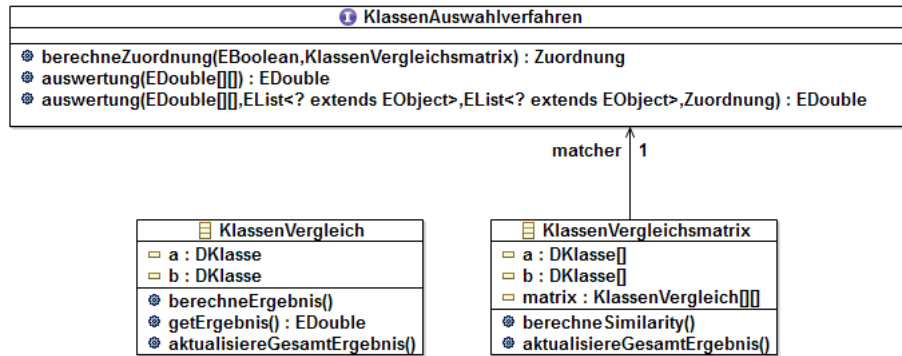 KlassenAuswahlverfahren
berechneZuordnung(EBoolean,KlassenVergleichsmatrix) : Zuordnung
auswertung(EDouble[][]) : EDouble
auswertung(EDouble[][],EList<? extends EObject>,EList<? extends EObject>,Zuordnung) : EDouble
matcher 1
KlassenVergleich
a : DKlasse
b : DKlasse
berechneErgebnis()
getErgebnis() : EDouble
aktualisiereGesamtErgebnis()
KlassenVergleichsmatrix
a : DKlasse[]
b : DKlasse[]
matrix : KlassenVergleich[][]
berechneSimilarity()
aktualisiereGesamtErgebnis()